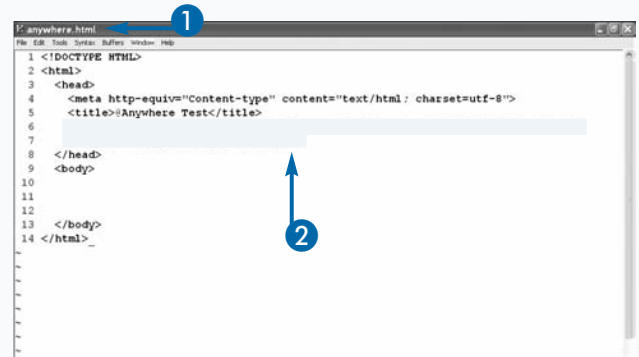 1
anywhere.html
File Edit Tools Syntax Buffers Window Help
1 <!DOCTYPE HTML>
2 <html>
3   <head>
4     <meta http-equiv="Content-type" content="text/html; charset=utf-8">
5     <title>@Anywhere Test</title>
6
7
8   </head>
9   <body>
10
11
12
13   </body>
14 </html>_
~
~
~
~
~
~
~
~
2